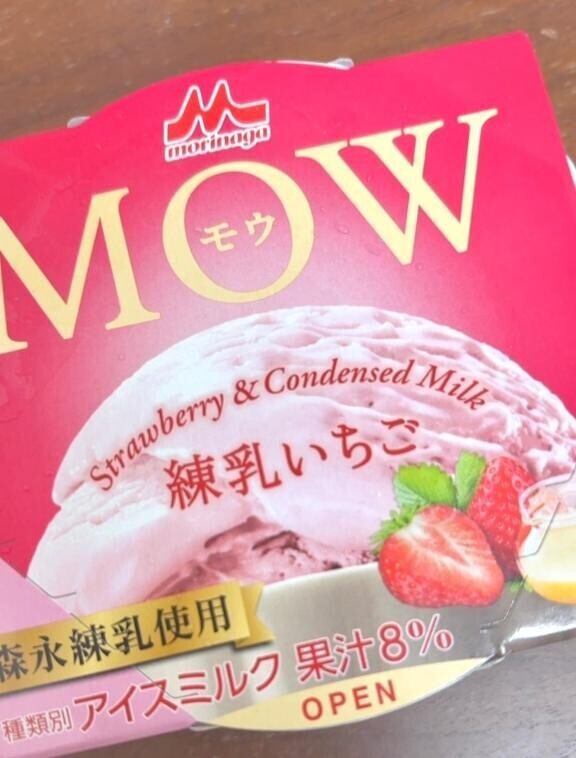 morinaga
MOW
モウ
Strawberry & Condensed Milk
練乳いちご
森永練乳使用
種類別 アイスミルク 果汁8%
OPEN